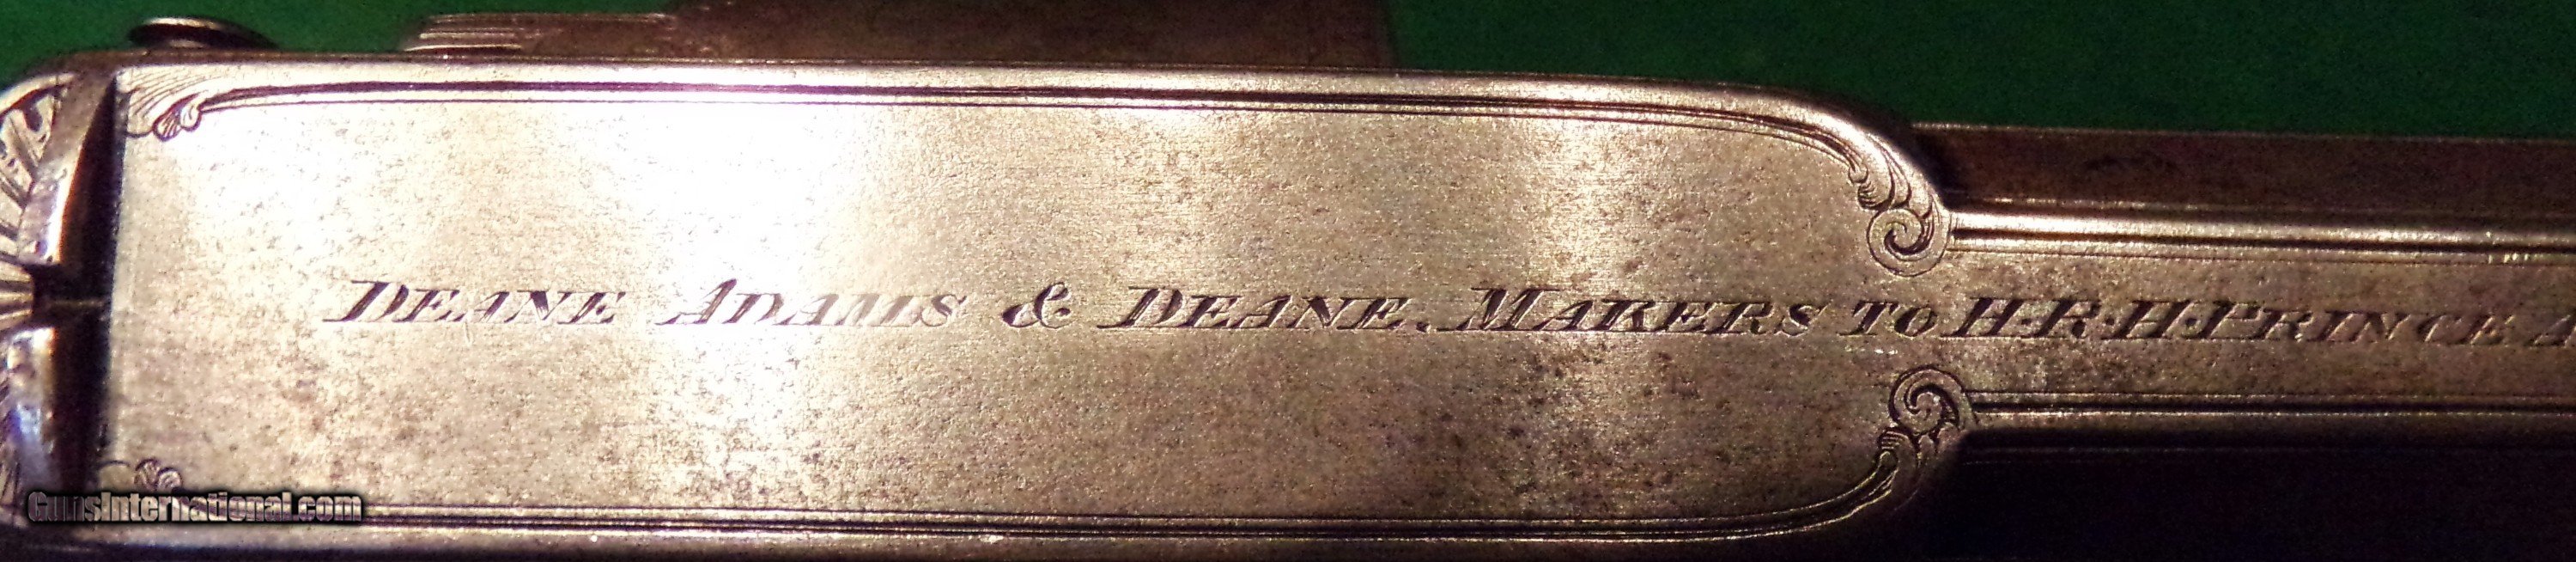 DEANE ADAMS & DEANE. MAKERS TO H.R.H. PRINCE A
GunsInternational.com